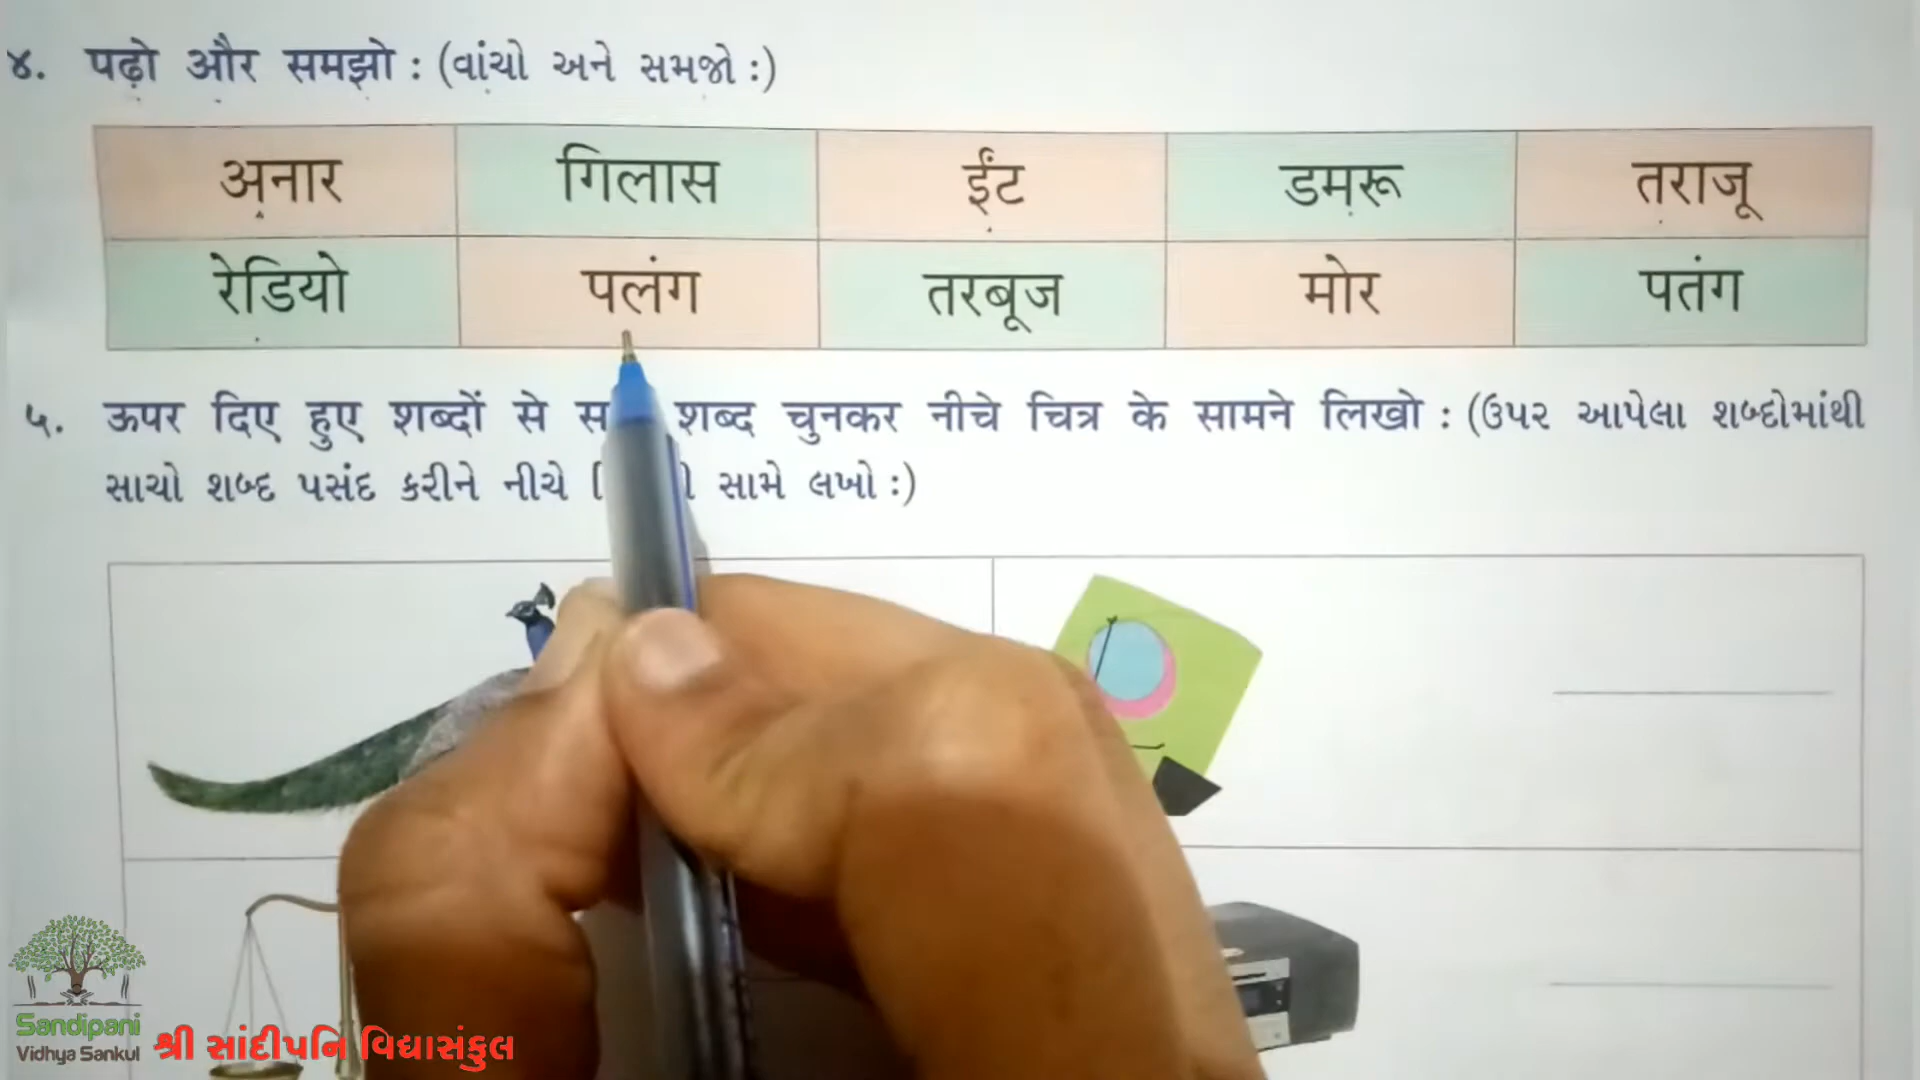 ४. पढ़ो और समझो : (વાંચો અને સમજો :)
अनार गिलास ईंट डमरू तराजू
रेडियो पलंग तरबूज मोर पतंग
५. ऊपर दिए हुए शब्दों से शब्द चुनकर नीचे चित्र के सामने लिखो : (ઉપર આપેલા શબ્દોમાંથી
સાચો શબ્દ પસંદ કરીને નીચે સામે લખો :)
Sandipani
Vidhya Sankul
શ્રી સાંદીપનિ વિદ્યાસંકુલ